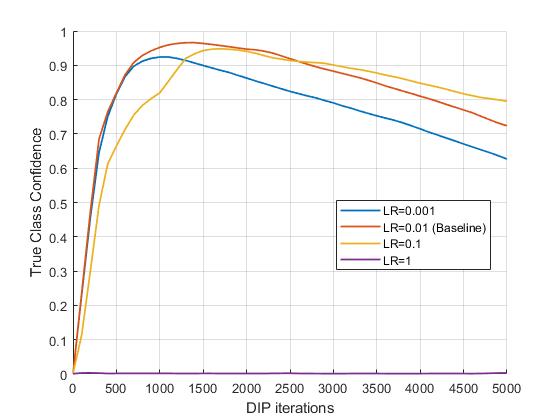 1
0.9
0.8
0.7
0.6
0.5
0.4
0.3
0.2
0.1
0
True Class Confidence
LR=0.001
LR=0.01 (Baseline)
LR=0.1
LR=1
0 500 1000 1500 2000 2500 3000 3500 4000 4500 5000
DIP iterations